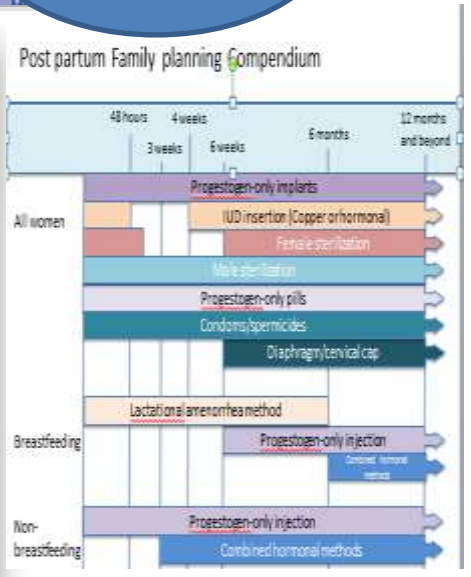 Post partum Family planning Compendium
48 hours
4 weeks
3 weeks
6 weeks
6 months
12 months
and beyond
Progestogen-only implants
All women
IUD insertion (Copper or hormonal)
Female sterilization
Male sterilization
Progestogen-only pills
Condoms/spermicides
Diaphragm/cervical cap
Lactational amenorrhea method
Breastfeeding
Progestogen-only injection
Combined hormonal
methods
Non-
breastfeeding
Progestogen-only injection
Combined hormonal methods